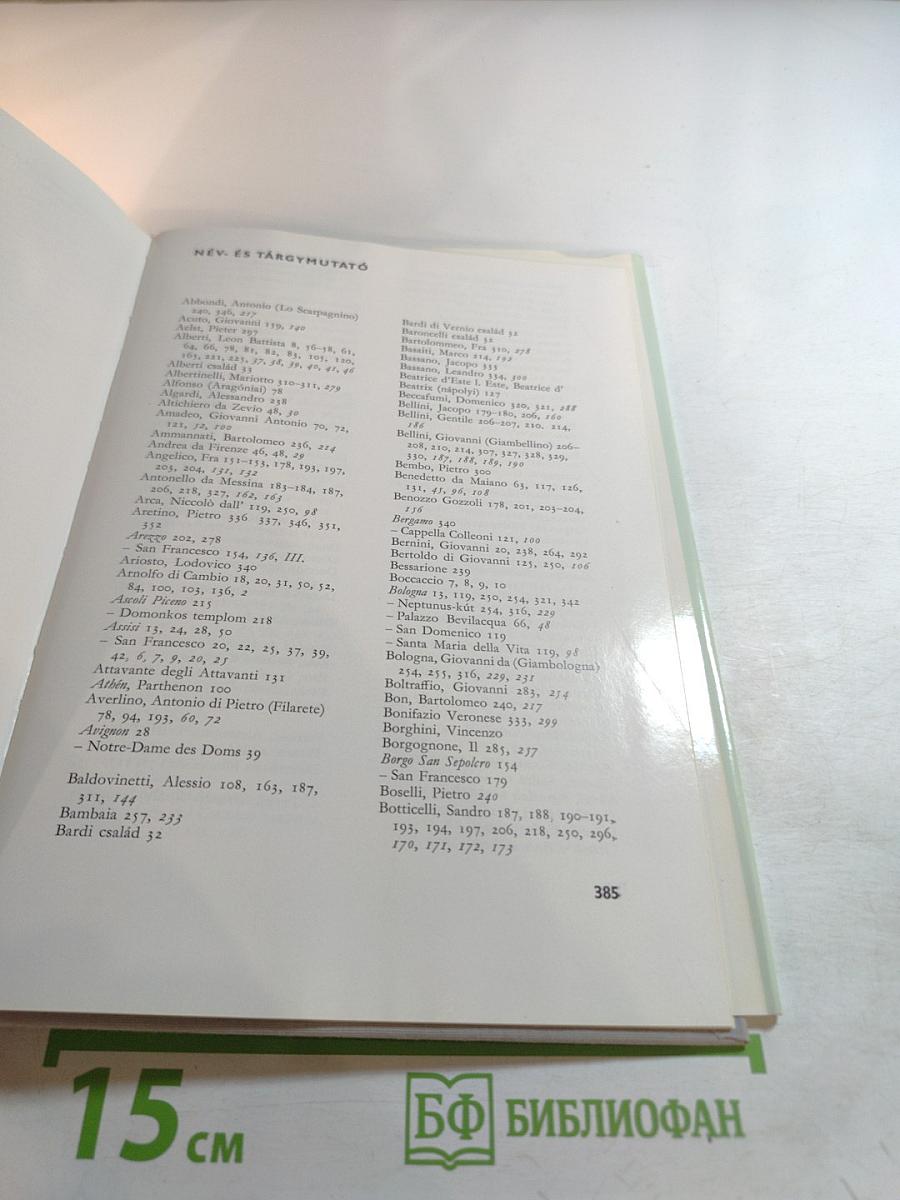 NÉV- ÉS TÁRGYMUTATÓ
Abbondi, Antonio (Lo Scarpagnino)
240, 346, 217
Acuto, Giovanni 159, 140
Aelst, Pieter 297
Alberti, Leon Battista 8, 56–58, 61,
64, 66, 78, 81, 82, 83, 103, 120,
163, 221, 223, 37, 38, 39, 40, 41, 46
Alberti család 33
Albertinelli, Mariotto 310–311, 279
Alfonso (Aragóniai) 78
Algardi, Alessandro 238
Altichiero da Zevio 48, 30
Amadeo, Giovanni Antonio 70, 72,
121, 52, 100
Ammannati, Bartolomeo 236, 214
Andrea da Firenze 46, 48, 29
Angelico, Fra 151–153, 178, 193, 197,
203, 204, 131, 132
Antonello da Messina 183–184, 187,
206, 218, 327, 162, 163
Arca, Niccolò dall' 119, 250, 98
Aretino, Pietro 336 337, 346, 351,
352
Arezzo 202, 278
– San Francesco 154, 136, III.
Ariosto, Lodovico 340
Arnolfo di Cambio 18, 20, 31, 50, 52,
84, 100, 103, 136, 2
Ascoli Piceno 215
– Domonkos templom 218
Assisi 13, 24, 28, 50
– San Francesco 20, 22, 25, 37, 39,
42, 6, 7, 9, 20, 25
Attavante degli Attavanti 131
Athén, Parthenon 100
Averlino, Antonio di Pietro (Filarete)
78, 94, 193, 60, 72
Avignon 28
– Notre-Dame des Doms 39
Baldovinetti, Alessio 108, 163, 187,
311, 144
Bambaia 257, 233
Bardi család 32
Bardi di Vernio család 32
Baroncelli család 32
Bartolommeo, Fra 310, 278
Basaiti, Marco 214, 193
Bassano, Jacopo 335
Bassano, Leandro 334, 300
Beatrice d'Este l. Este, Beatrice d'
Beatrix (nápolyi) 127
Beccafumi, Domenico 320, 321, 288
Bellini, Jacopo 179–180, 206, 160
Bellini, Gentile 206–207, 210. 214,
186
Bellini, Giovanni (Giambellino) 206–
208, 210, 214, 307, 327, 328, 329,
330, 187, 188, 189, 190
Bembo, Pietro 300
Benedetto da Maiano 63, 117, 126,
131, 45, 96, 108
Benozzo Gozzoli 178, 201, 203–204,
156
Bergamo 340
– Cappella Colleoni 121, 100
Bernini, Giovanni 20, 238, 264, 292
Bertoldo di Giovanni 125, 250, 106
Bessarione 239
Boccaccio 7, 8, 9, 10
Bologna 13, 119, 250, 254, 321, 342
– Neptunus-kút 254, 316, 229
– Palazzo Bevilacqua 66, 48
– San Domenico 119
– Santa Maria della Vita 119, 98
Bologna, Giovanni da (Giambologna)
254, 255, 316, 229, 231
Boltraffio, Giovanni 283, 254
Bon, Bartolomeo 240, 217
Bonifazio Veronese 333, 299
Borghini, Vincenzo
Borgognone, Il 285, 257
Borgo San Sepolcro 154
– San Francesco 179
Boselli, Pietro 240
Botticelli, Sandro 187, 188, 190–191,
193, 194, 197, 206, 218, 250, 296,
170, 171, 172, 173
385
15 см
БФ БИБЛИОФАН